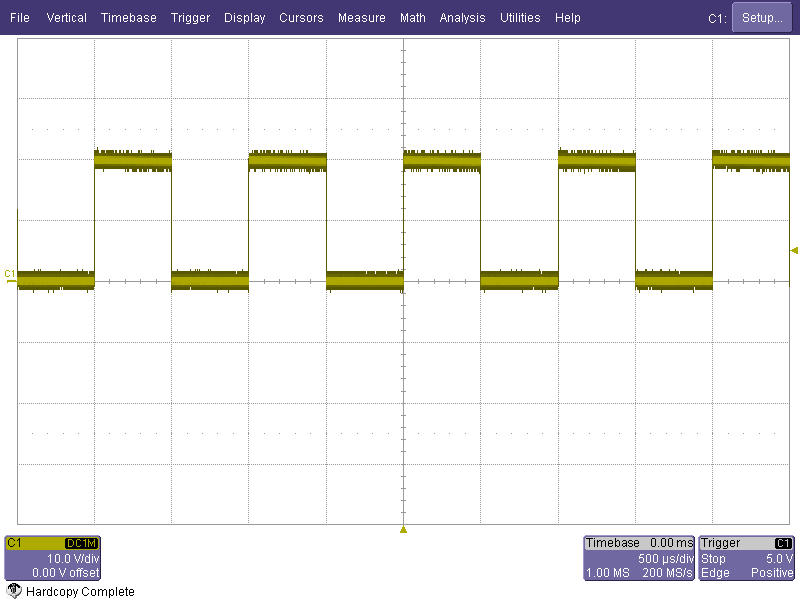 File Vertical Timebase Trigger Display Cursors Measure Math Analysis Utilities Help C1: Setup...
C1
C1 DC1M
10.0 V/div
0.00 V offset
Timebase 0.00 ms
500 µs/div
1.00 MS 200 MS/s
Trigger C1
Stop 5.0 V
Edge Positive
Hardcopy Complete